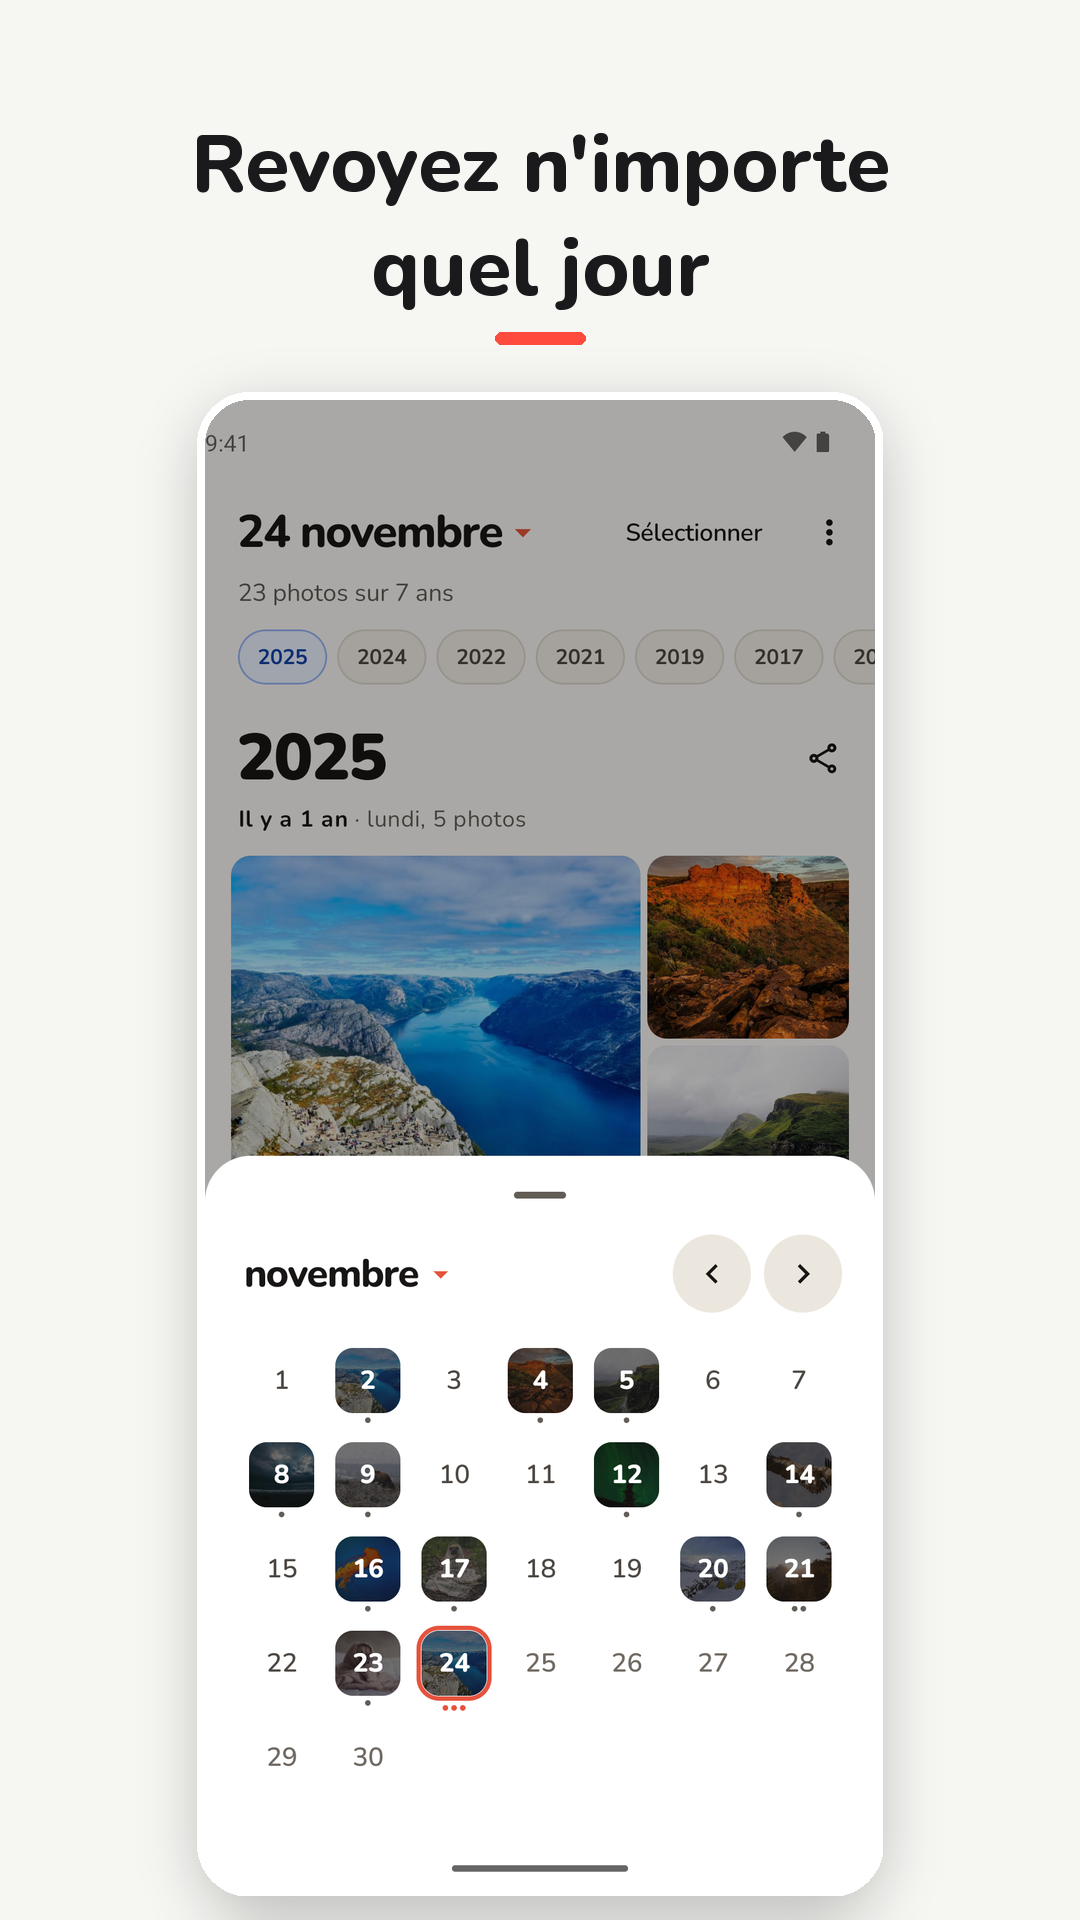 Revoyez n'importe
quel jour
9:41
24 novembre
Sélectionner
23 photos sur 7 ans
2025 2024 2022 2021 2019 2017 20
2025
Il y a 1 an · lundi, 5 photos
novembre
1 2 3 4 5 6 7
8 9 10 11 12 13 14
15 16 17 18 19 20 21
22 23 24 25 26 27 28
29 30